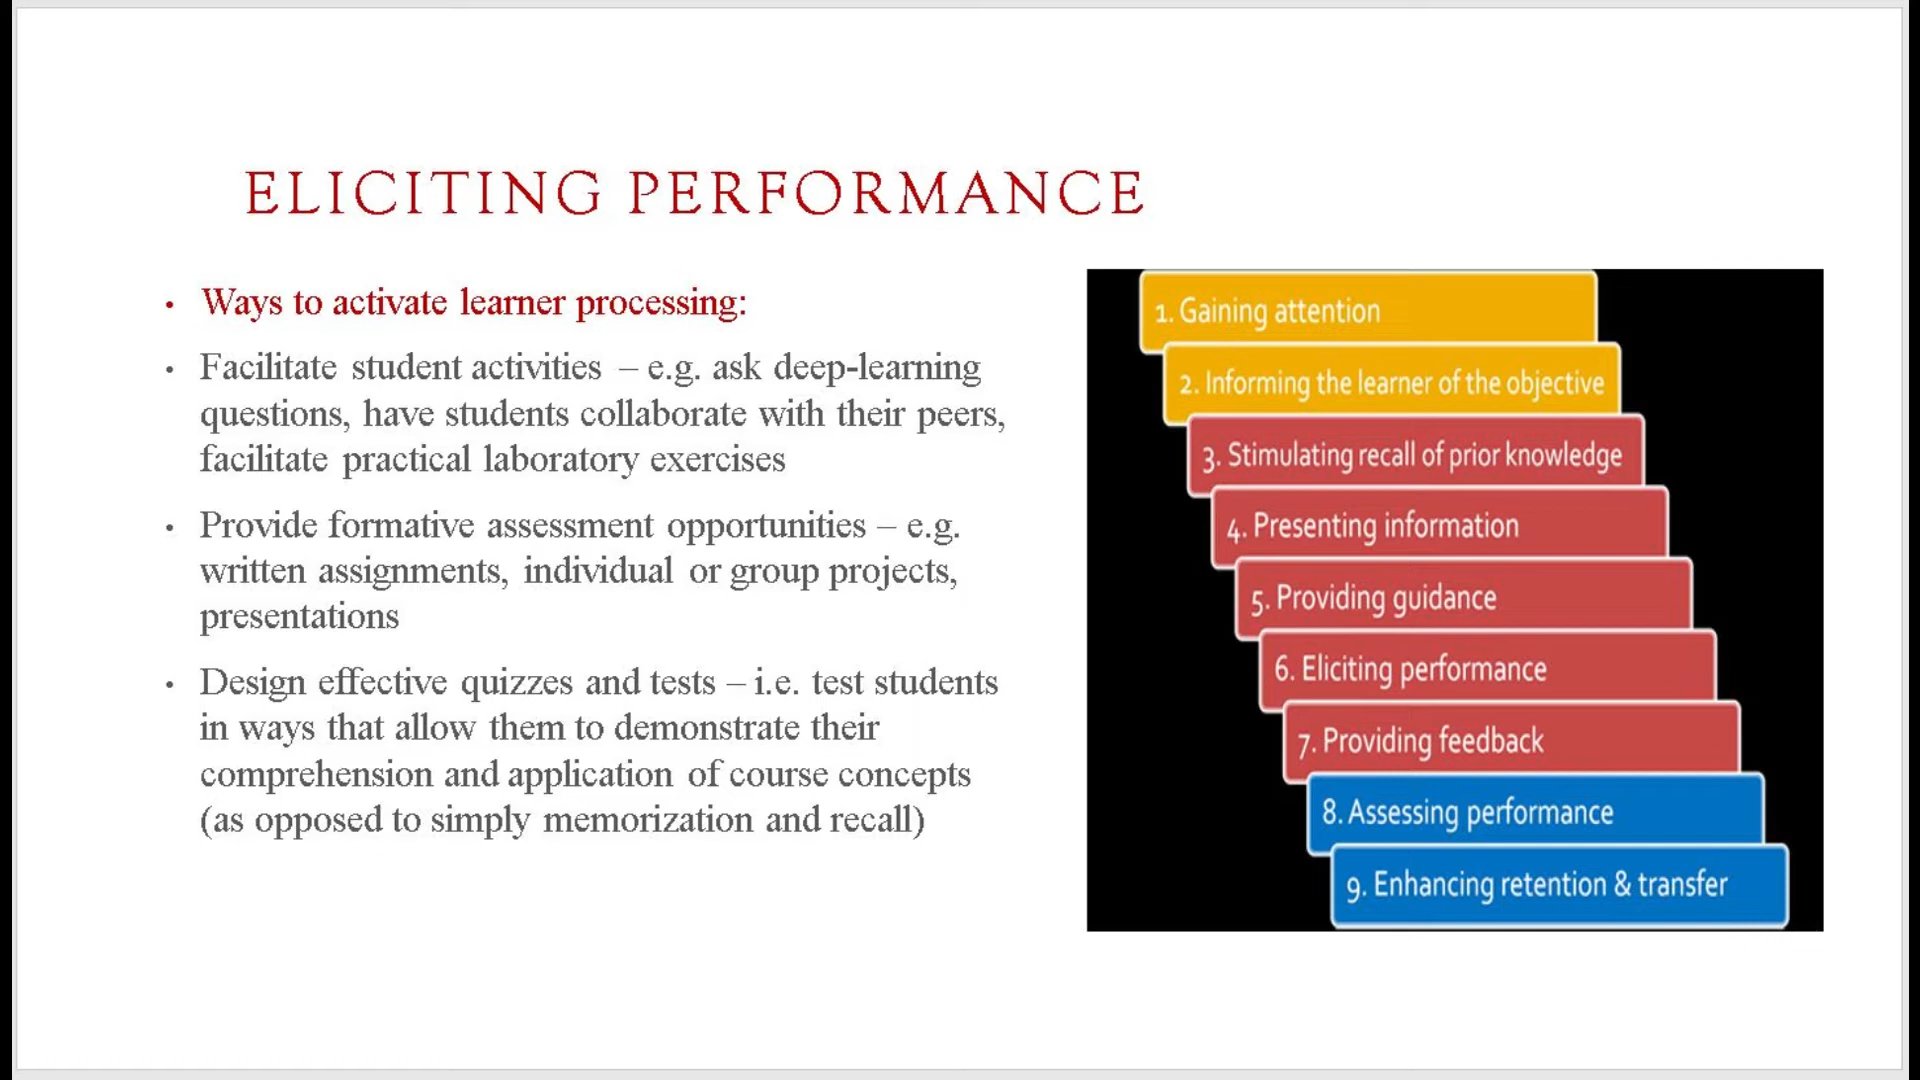 ELICITING PERFORMANCE
• Ways to activate learner processing:
• Facilitate student activities – e.g. ask deep-learning
questions, have students collaborate with their peers,
facilitate practical laboratory exercises
• Provide formative assessment opportunities – e.g.
written assignments, individual or group projects,
presentations
• Design effective quizzes and tests – i.e. test students
in ways that allow them to demonstrate their
comprehension and application of course concepts
(as opposed to simply memorization and recall)
1. Gaining attention
2. Informing the learner of the objective
3. Stimulating recall of prior knowledge
4. Presenting information
5. Providing guidance
6. Eliciting performance
7. Providing feedback
8. Assessing performance
9. Enhancing retention & transfer